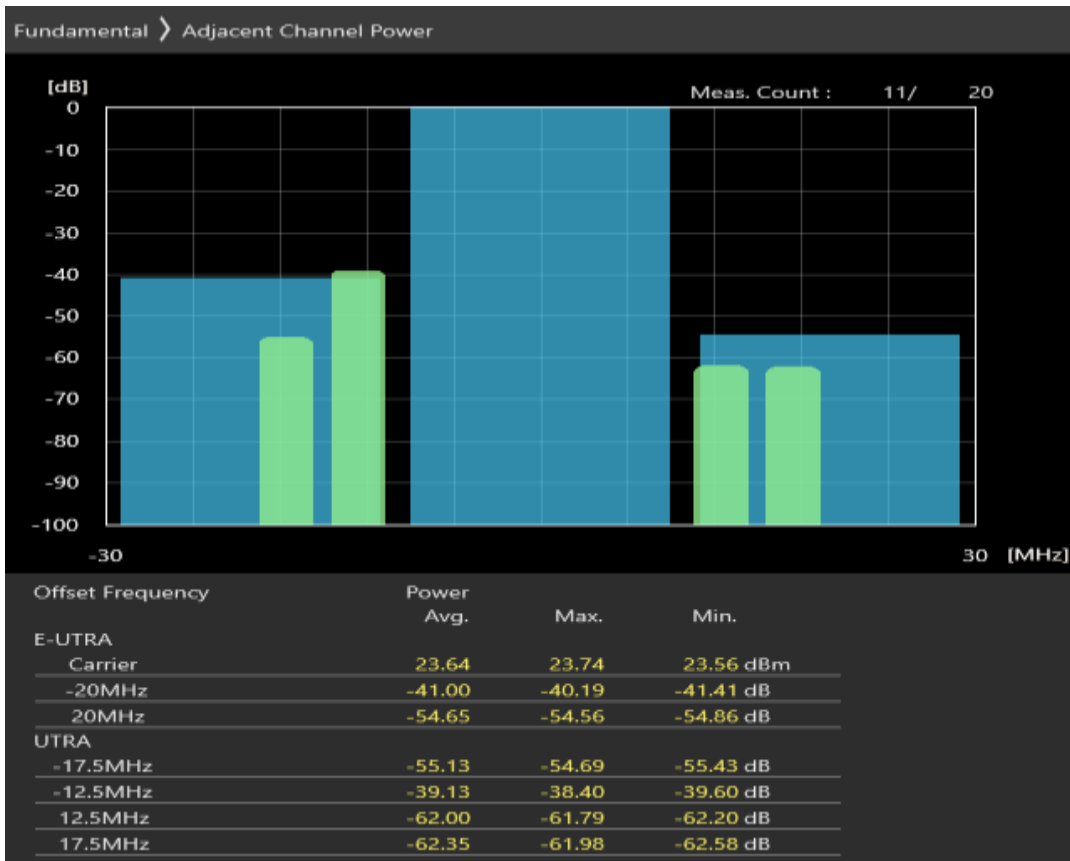 Fundamental 〉 Adjacent Channel Power
[dB]
Meas. Count : 11/ 20
0
-10
-20
-30
-40
-50
-60
-70
-80
-90
-100
-30 30 [MHz]
Offset Frequency Power
Avg. Max. Min.
E-UTRA
Carrier 23.64 23.74 23.56 dBm
-20MHz -41.00 -40.19 -41.41 dB
20MHz -54.65 -54.56 -54.86 dB
UTRA
-17.5MHz -55.13 -54.69 -55.43 dB
-12.5MHz -39.13 -38.40 -39.60 dB
12.5MHz -62.00 -61.79 -62.20 dB
17.5MHz -62.35 -61.98 -62.58 dB